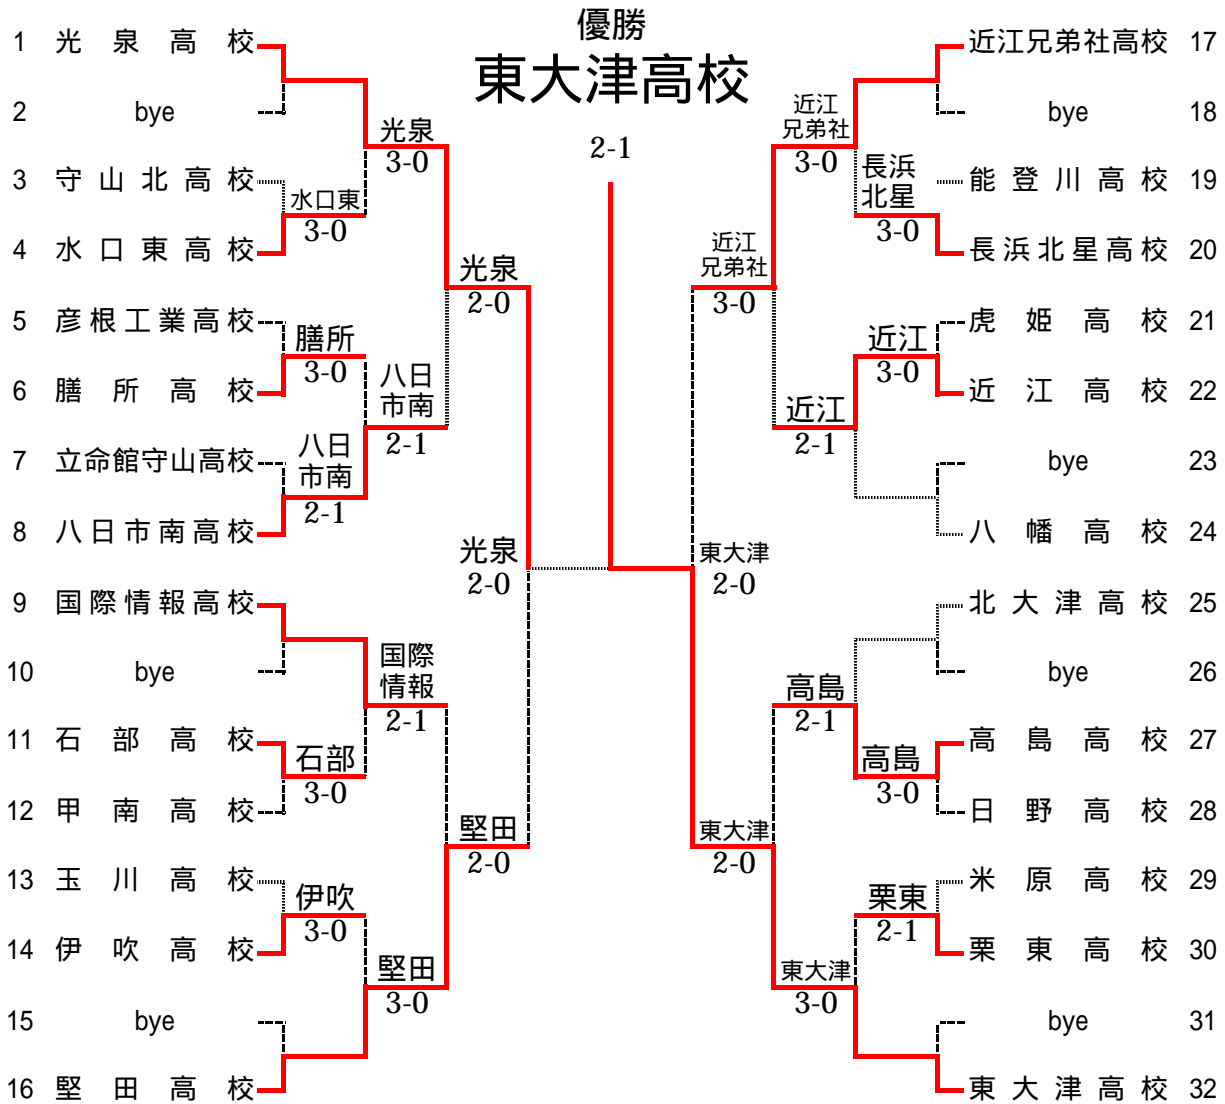 優勝
東大津高校
2-1
1 光泉高校
2 bye
3 守山北高校
4 水口東高校
5 彦根工業高校
6 膳所高校
7 立命館守山高校
8 八日市南高校
9 国際情報高校
10 bye
11 石部高校
12 甲南高校
13 玉川高校
14 伊吹高校
15 bye
16 堅田高校
水口東
3-0
膳所
3-0
八日
市南
2-1
石部
3-0
伊吹
3-0
光泉
3-0
八日
市南
2-1
国際
情報
2-1
堅田
3-0
光泉
2-0
堅田
2-0
光泉
2-0
東大津
2-0
近江
兄弟社
3-0
東大津
2-0
近江
兄弟社
3-0
近江
2-1
高島
2-1
東大津
3-0
長浜
北星
3-0
近江
3-0
高島
3-0
栗東
2-1
近江兄弟社高校 17
bye 18
能登川高校 19
長浜北星高校 20
虎姫高校 21
近江高校 22
bye 23
八幡高校 24
北大津高校 25
bye 26
高島高校 27
日野高校 28
米原高校 29
栗東高校 30
bye 31
東大津高校 32